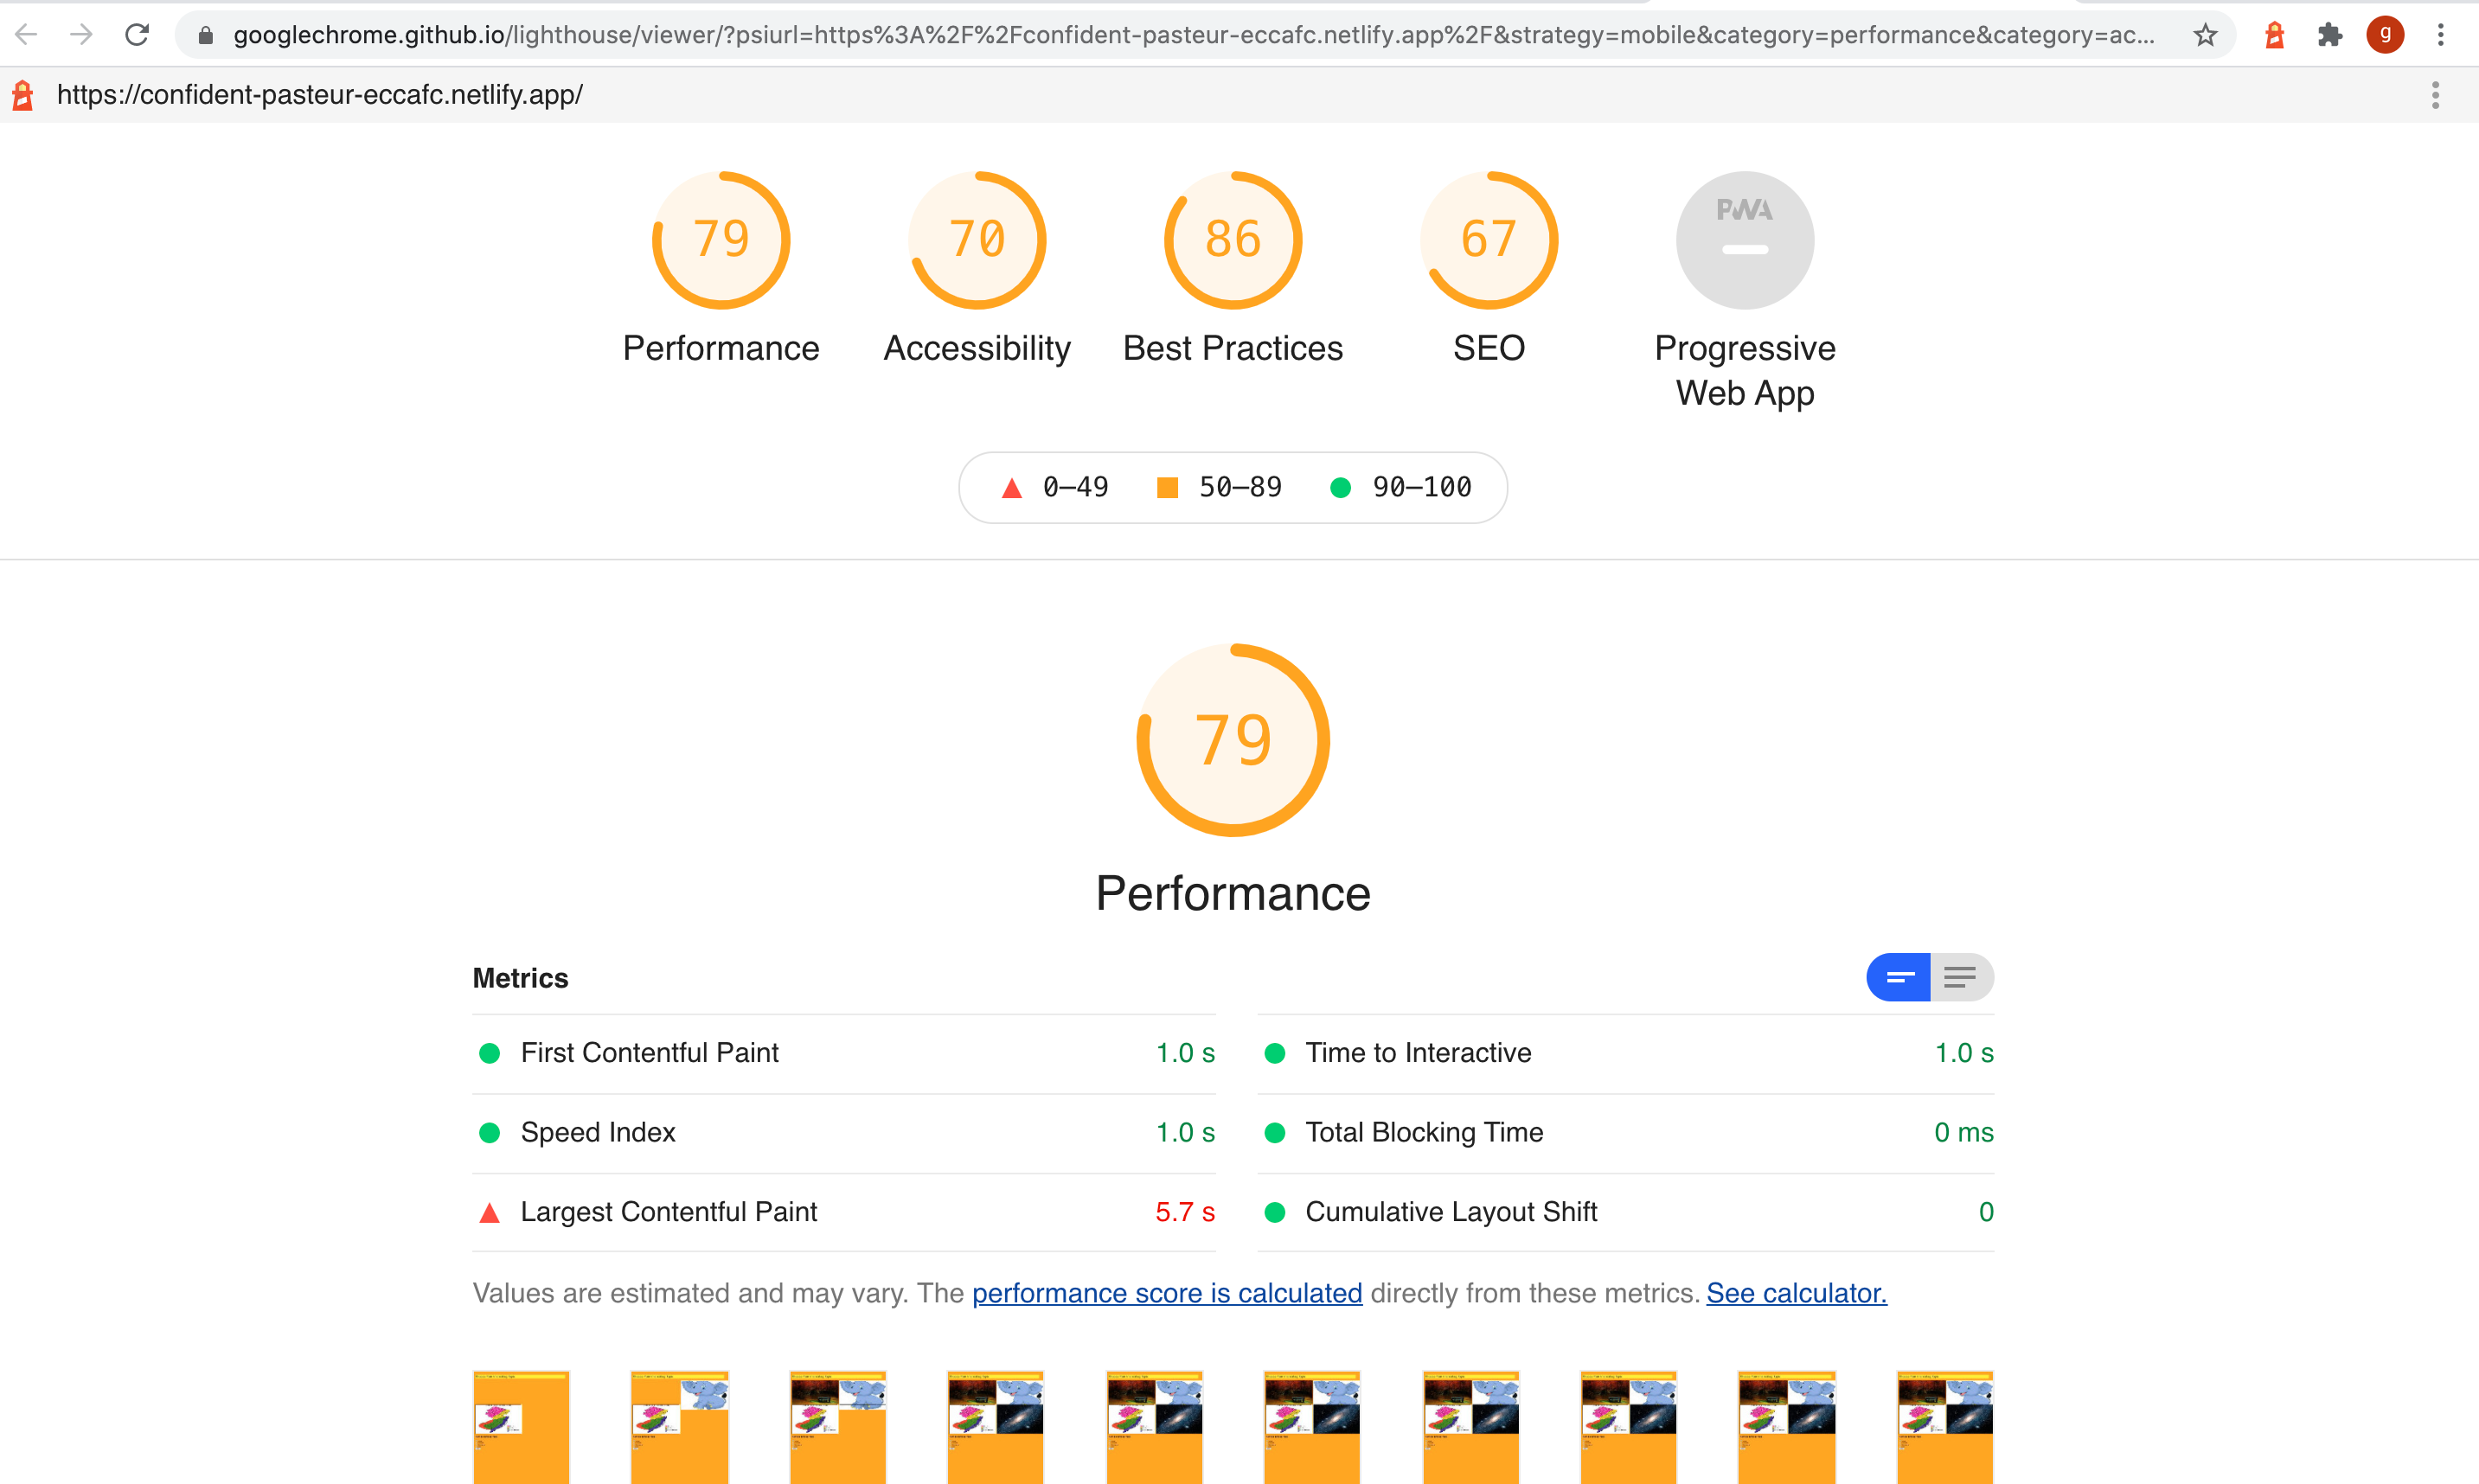 googlechrome.github.io/lighthouse/viewer/?psiurl=https%3A%2F%2Fconfident-pasteur-eccafc.netlify.app%2F&strategy=mobile&category=performance&category=ac...
g
https://confident-pasteur-eccafc.netlify.app/
79 70 86 67 PWA
Performance Accessibility Best Practices SEO Progressive
Web App
0–49 50–89 90–100
79
Performance
Metrics
First Contentful Paint 1.0 s Time to Interactive 1.0 s
Speed Index 1.0 s Total Blocking Time 0 ms
Largest Contentful Paint 5.7 s Cumulative Layout Shift 0
Values are estimated and may vary. The performance score is calculated directly from these metrics. See calculator.